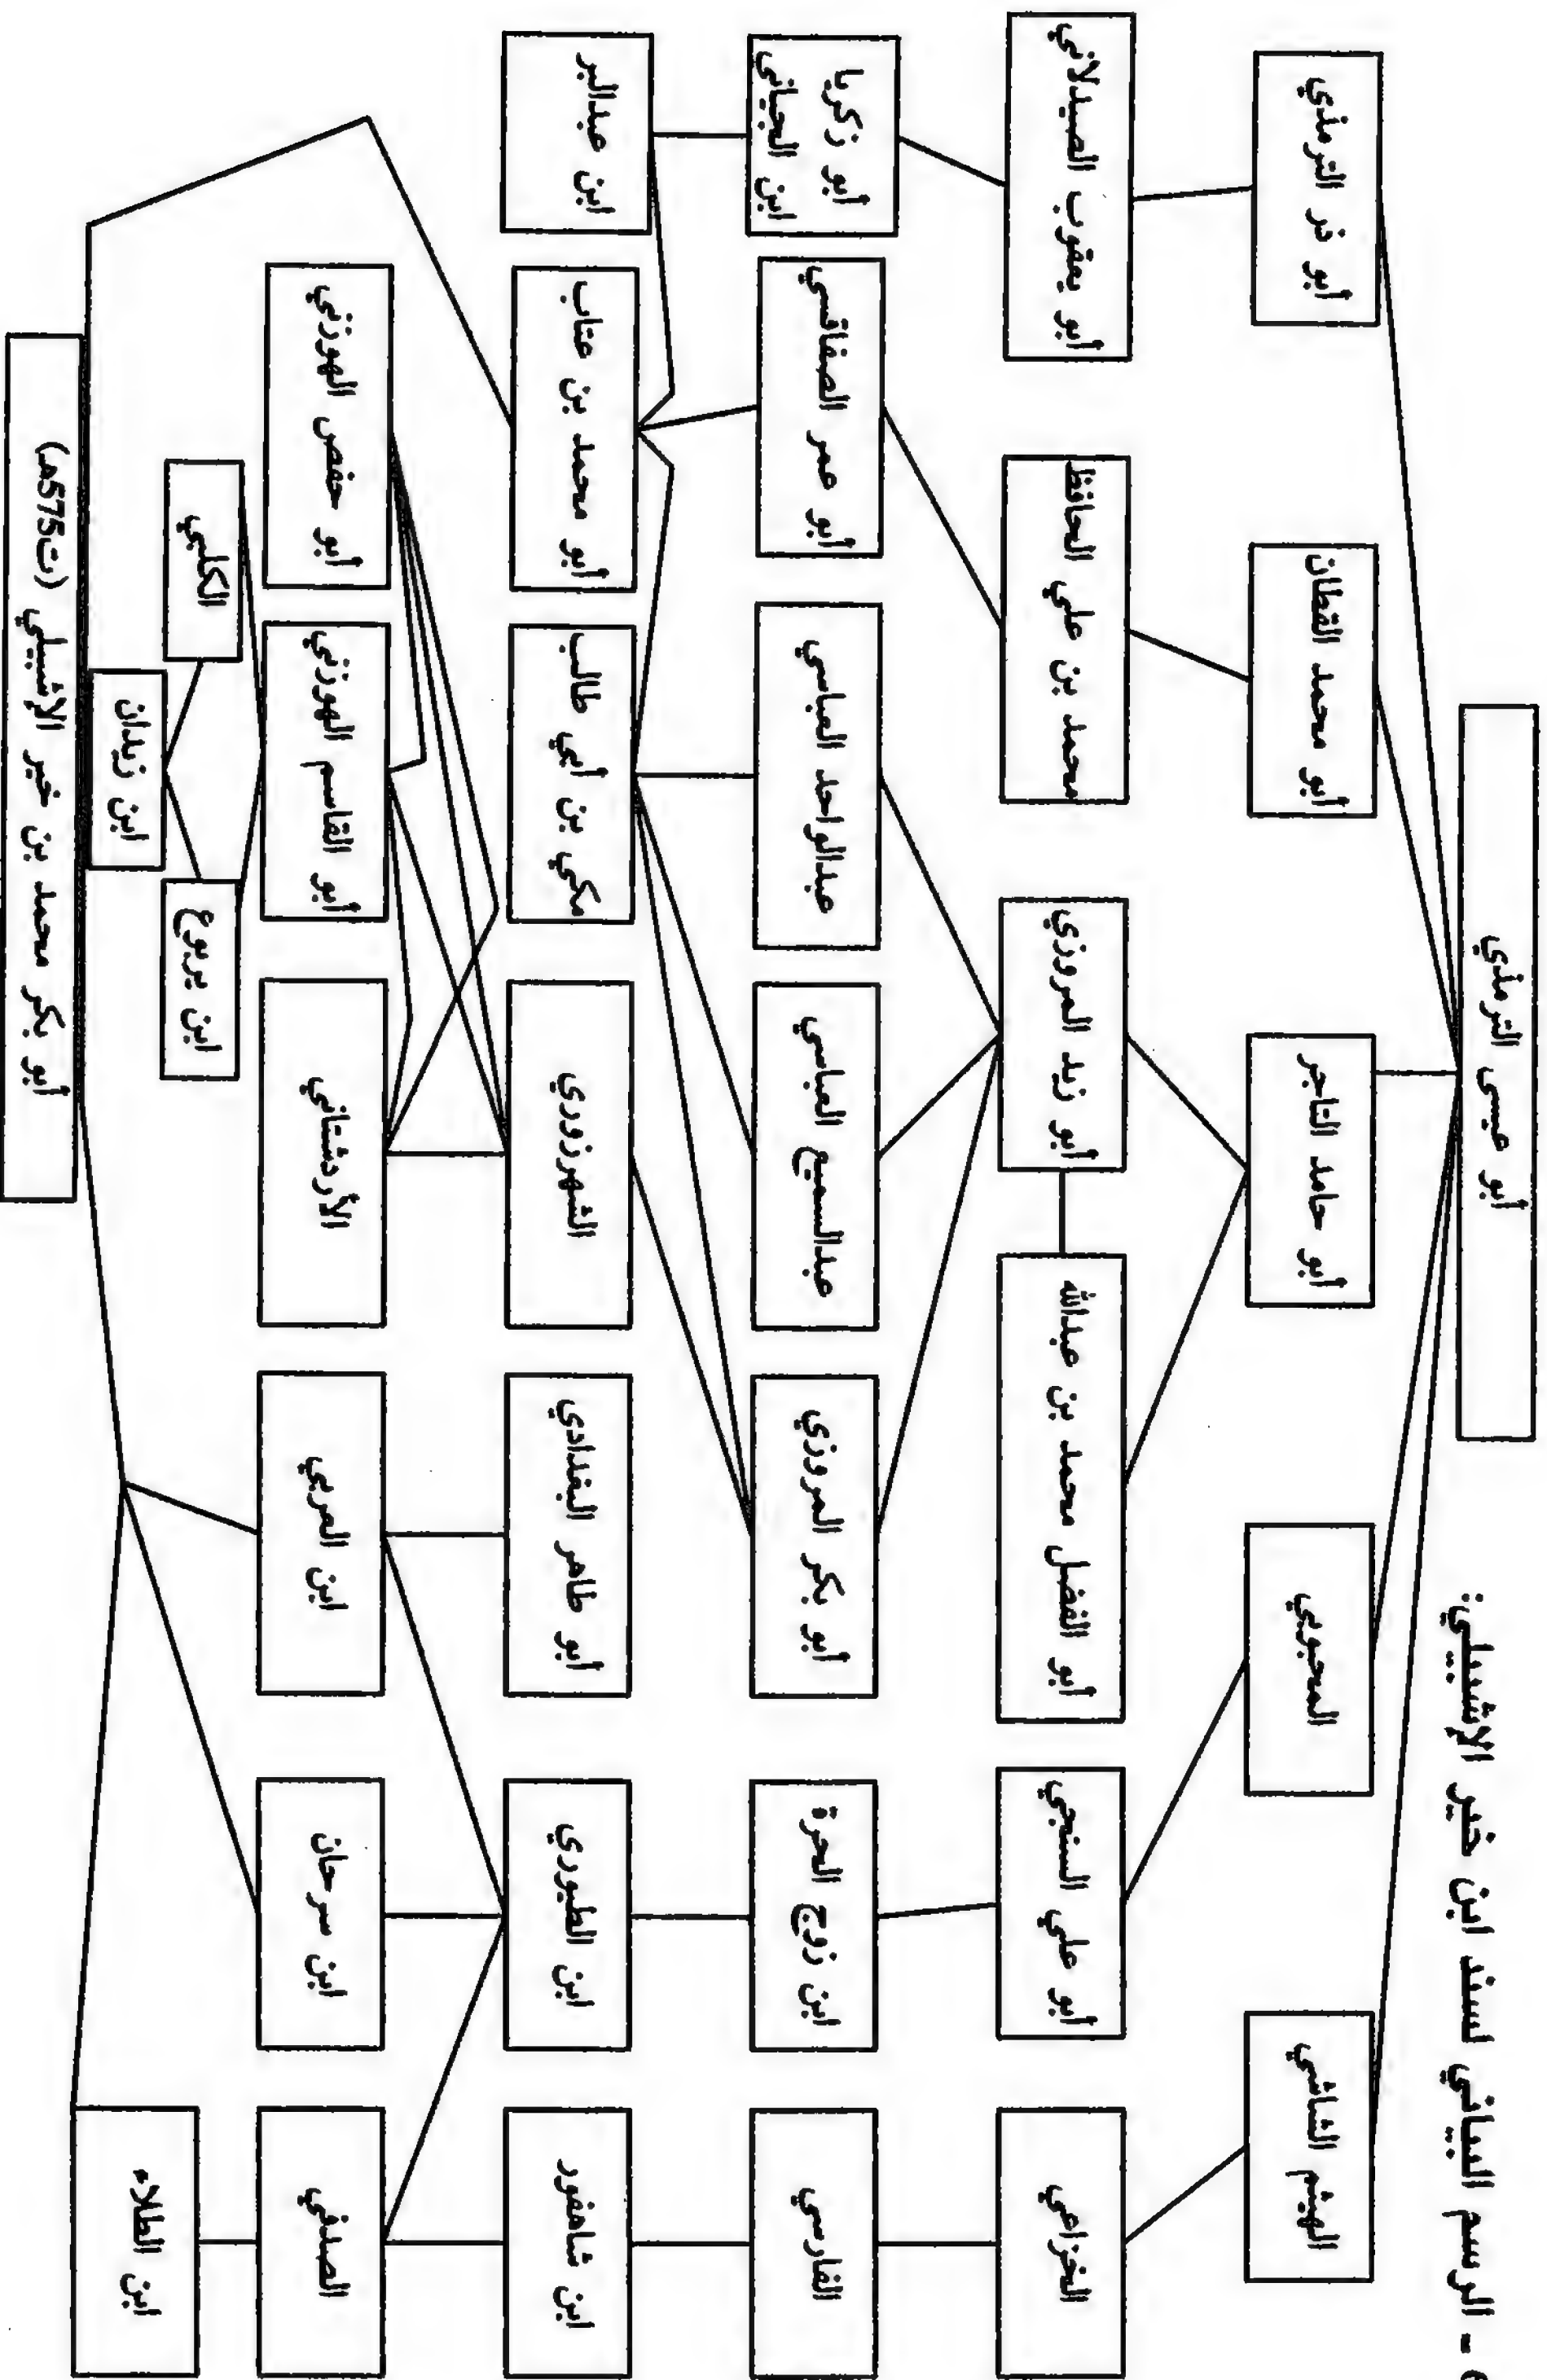 6 - الرسم البياني لسند ابن خير الإشبيلي:
أبو عيسى الترمذي
الهيثم الشاشي
المحبوبي
أبو حامد التاجر
أبو محمد القطان
أبو ذر الترمذي
الخزاعي
أبو علي السنجي
أبو الفضل محمد بن عبدالله
أبو زيد المروزي
محمد بن علي الحافظ
أبو يعقوب الصيدلاني
الفارسي
ابن زوج الحرة
أبو بكر المروزي
عبدالسميع العباسي
عبدالواحد العباسي
أبو عمر الصفاقسي
أبو زكريا
ابن الجياني
ابن شاهفور
ابن الطيوري
أبو طاهر البغدادي
الشهرزوري
مكي بن أبي طالب
أبو محمد بن عتاب
ابن عبدالبر
الصدفي
ابن سرحان
ابن العربي
الأردشتاني
أبو القاسم الهوزني
أبو حفص الهوزني
ابن الطلاء
ابن يربوع
الكلبي
ابن زيدان
أبو بكر محمد بن خير الإشبيلي (ت575هـ)